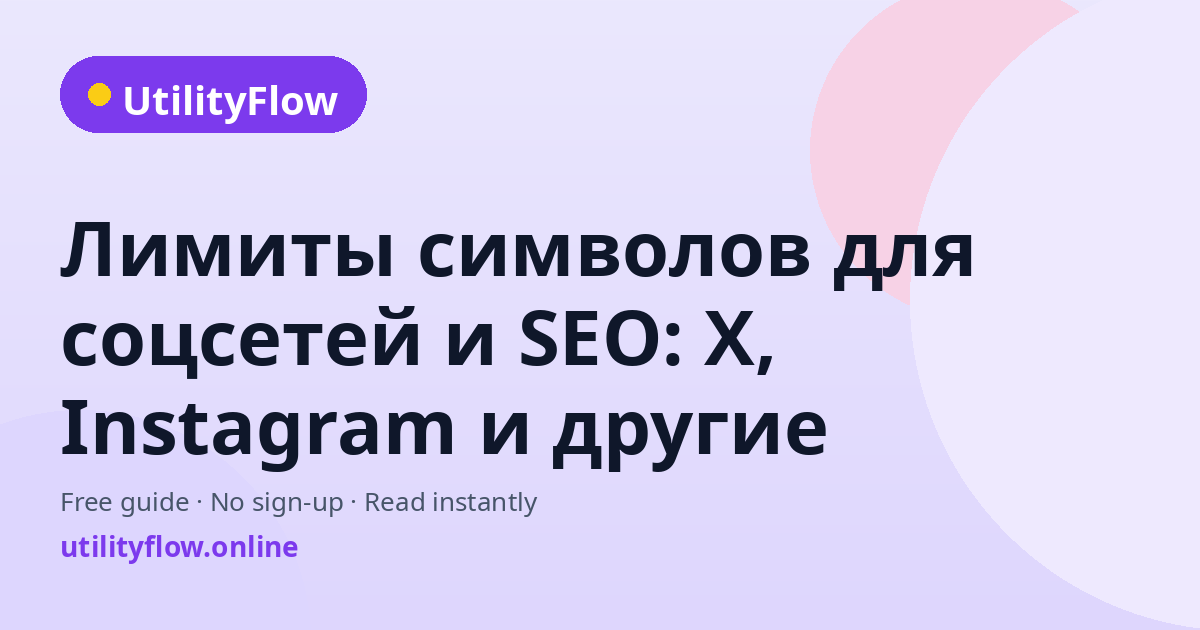 UtilityFlow
Лимиты символов для
соцсетей и SEO: X,
Instagram и другие
Free guide · No sign-up · Read instantly
utilityflow.online